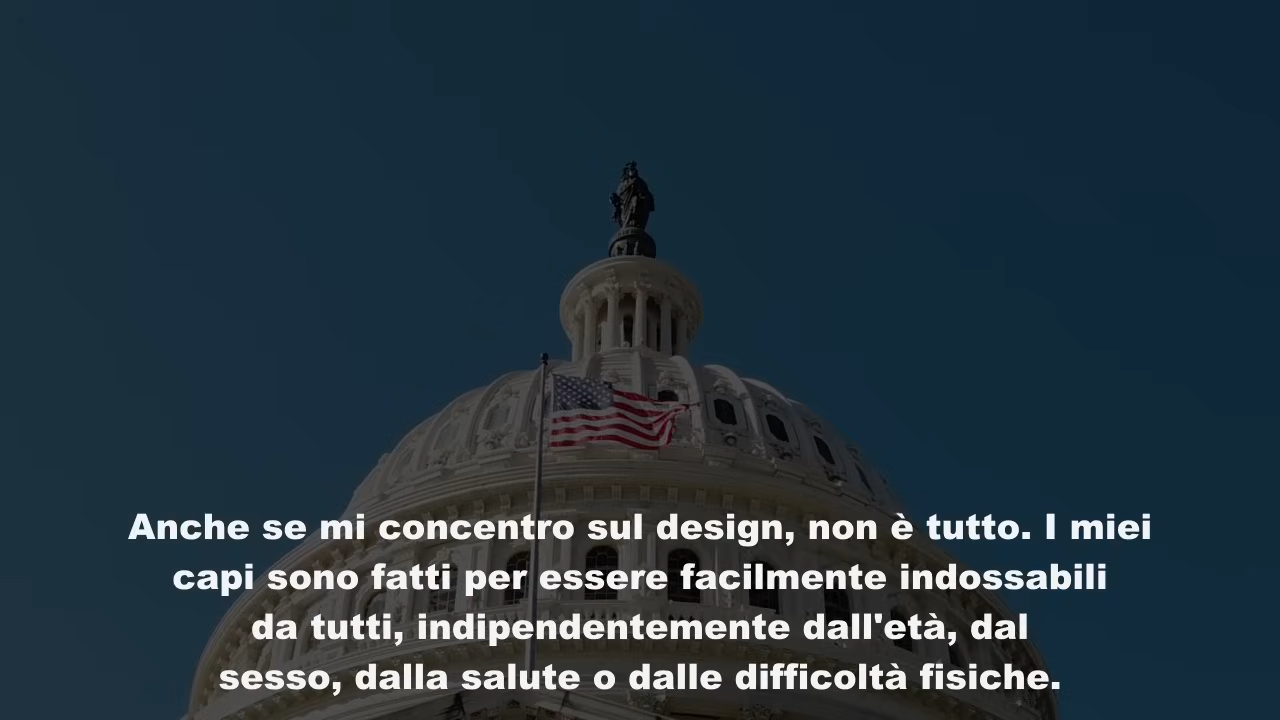 Anche se mi concentro sul design, non è tutto. I miei
capi sono fatti per essere facilmente indossabili
da tutti, indipendentemente dall'età, dal
sesso, dalla salute o dalle difficoltà fisiche.